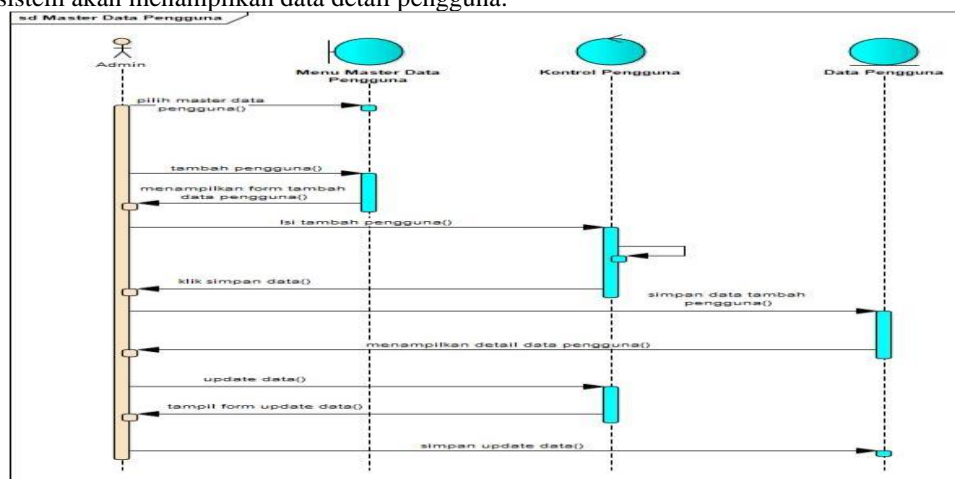 sistem akan menampilkan data detail pengguna.
sd Master Data Pengguna
Admin
Menu Master Data
Pengguna
Kontrol Pengguna
Data Pengguna
pilih master data
pengguna()
tambah pengguna()
menampilkan form tambah
data pengguna()
Isi tambah pengguna()
klik simpan data()
simpan data tambah
pengguna()
menampilkan detail data pengguna()
update data()
tampil form update data()
simpan update data()